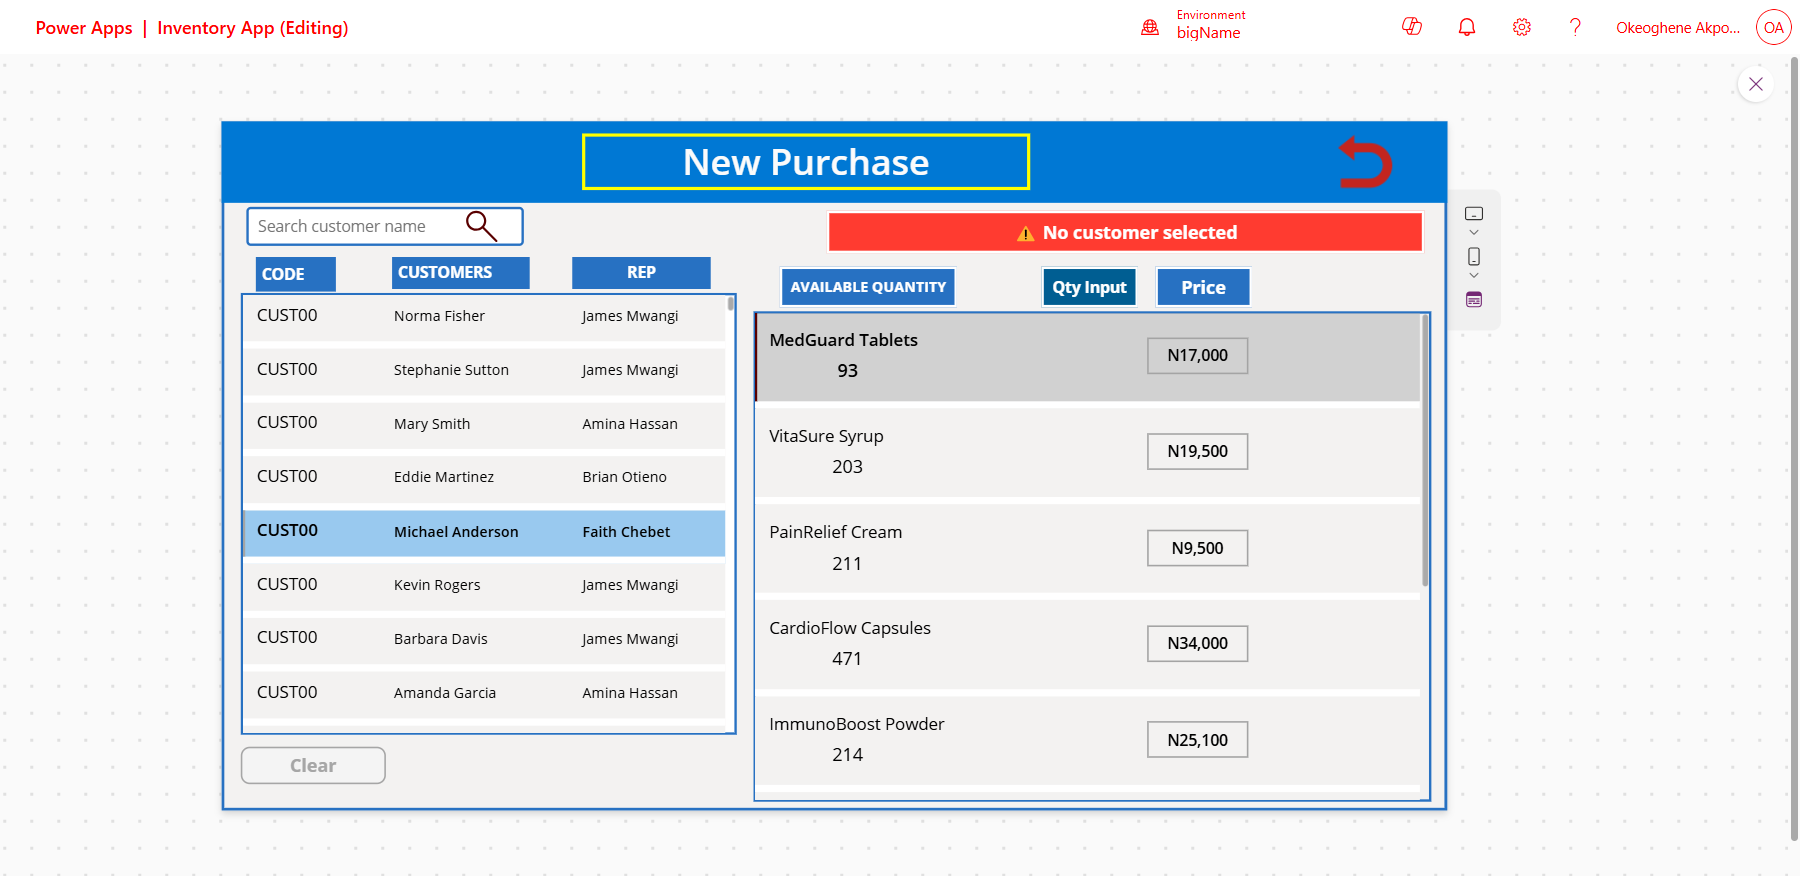 Power Apps | Inventory App (Editing)
Environment
bigName
Okeoghene Akpo...
OA
New Purchase
Search customer name
⚠ No customer selected
CODE CUSTOMERS REP
AVAILABLE QUANTITY Qty Input Price
CUST00 Norma Fisher James Mwangi
CUST00 Stephanie Sutton James Mwangi
CUST00 Mary Smith Amina Hassan
CUST00 Eddie Martinez Brian Otieno
CUST00 Michael Anderson Faith Chebet
CUST00 Kevin Rogers James Mwangi
CUST00 Barbara Davis James Mwangi
CUST00 Amanda Garcia Amina Hassan
Clear
MedGuard Tablets
93
N17,000
VitaSure Syrup
203
N19,500
PainRelief Cream
211
N9,500
CardioFlow Capsules
471
N34,000
ImmunoBoost Powder
214
N25,100